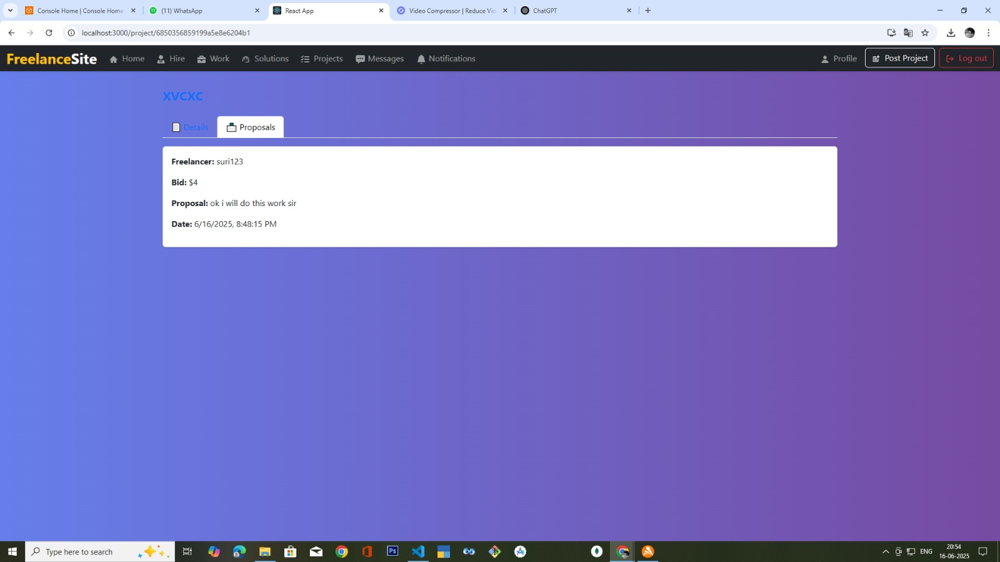 Console Home | Console Home
(11) WhatsApp
React App
Video Compressor | Reduce Vid
ChatGPT
localhost:3000/project/6850356859199a5e8e6204b1
FreelanceSite
Home
Hire
Work
Solutions
Projects
Messages
Notifications
Profile
Post Project
Log out
XVCXC
Details
Proposals
Freelancer: suri123
Bid: $4
Proposal: ok i will do this work sir
Date: 6/16/2025, 8:48:15 PM
Type here to search
Ps
ENG
20:54
16-06-2025